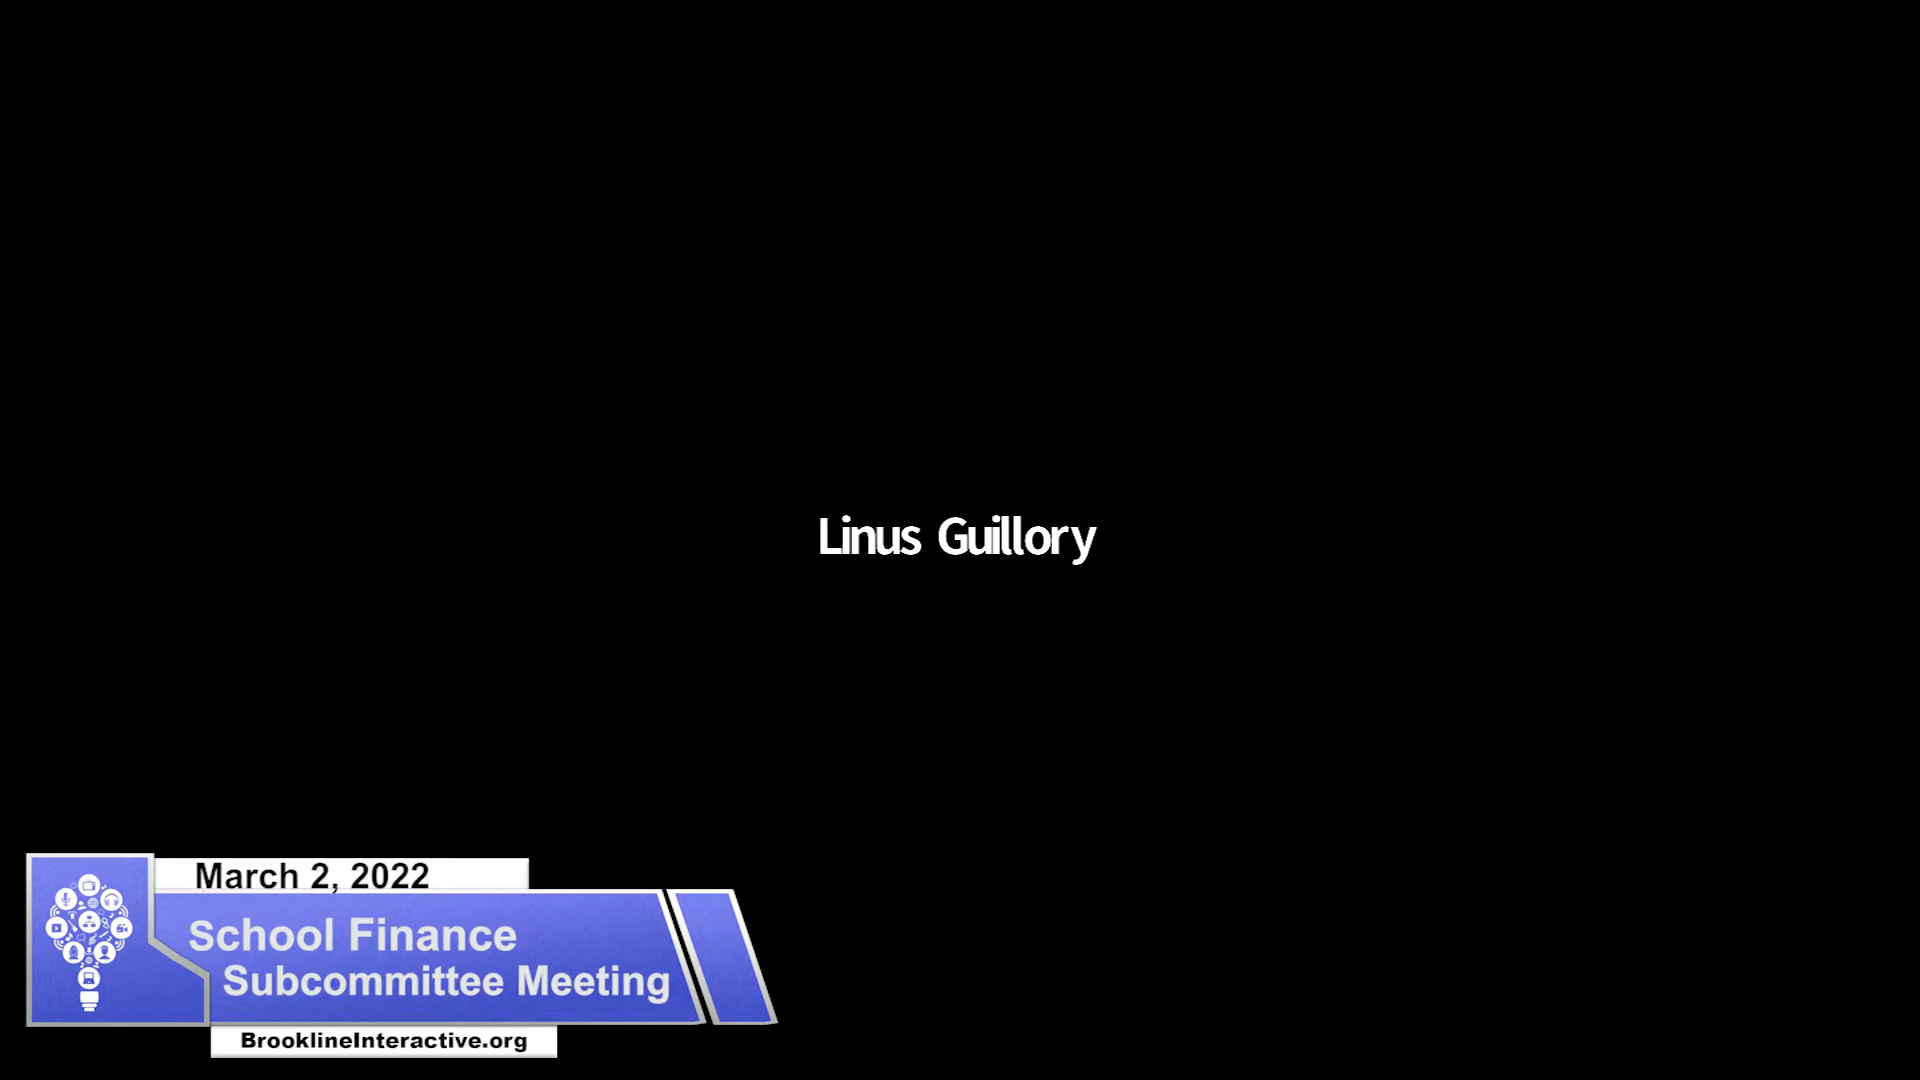 Linus Guillory
March 2, 2022
School Finance
Subcommittee Meeting
BrooklineInteractive.org